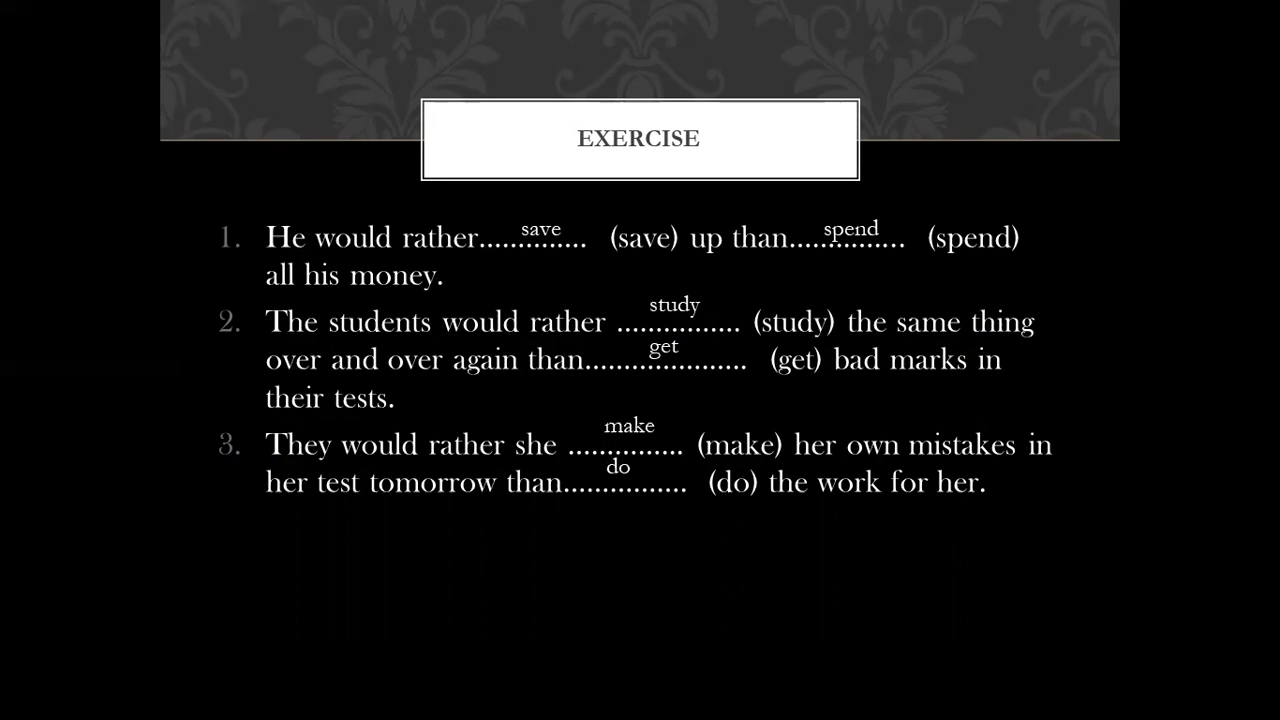 EXERCISE
1. He would rather.............. (save) up than............... (spend)
save
spend
all his money.
2. The students would rather ................ (study) the same thing
study
over and over again than..................... (get) bad marks in
get
their tests.
3. They would rather she ............... (make) her own mistakes in
make
her test tomorrow than................ (do) the work for her.
do